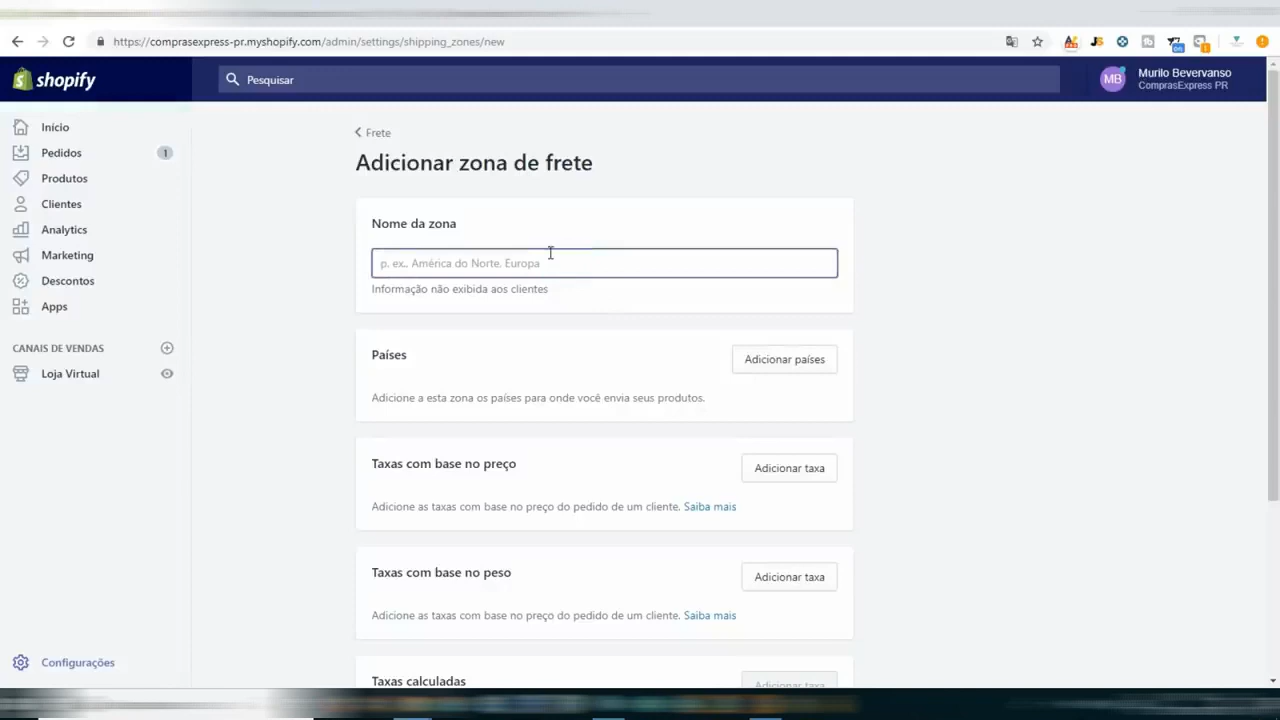 https://comprasexpress-pr.myshopify.com/admin/settings/shipping_zones/new
shopify
Pesquisar
MB
Murilo Bevervanso
ComprasExpress PR
Início
Pedidos
1
Produtos
Clientes
Analytics
Marketing
Descontos
Apps
CANAIS DE VENDAS
Loja Virtual
Configurações
Frete
Adicionar zona de frete
Nome da zona
p. ex., América do Norte, Europa
Informação não exibida aos clientes
Países
Adicionar países
Adicione a esta zona os países para onde você envia seus produtos.
Taxas com base no preço
Adicionar taxa
Adicione as taxas com base no preço do pedido de um cliente. Saiba mais
Taxas com base no peso
Adicionar taxa
Adicione as taxas com base no preço do pedido de um cliente. Saiba mais
Taxas calculadas
Adicionar taxa